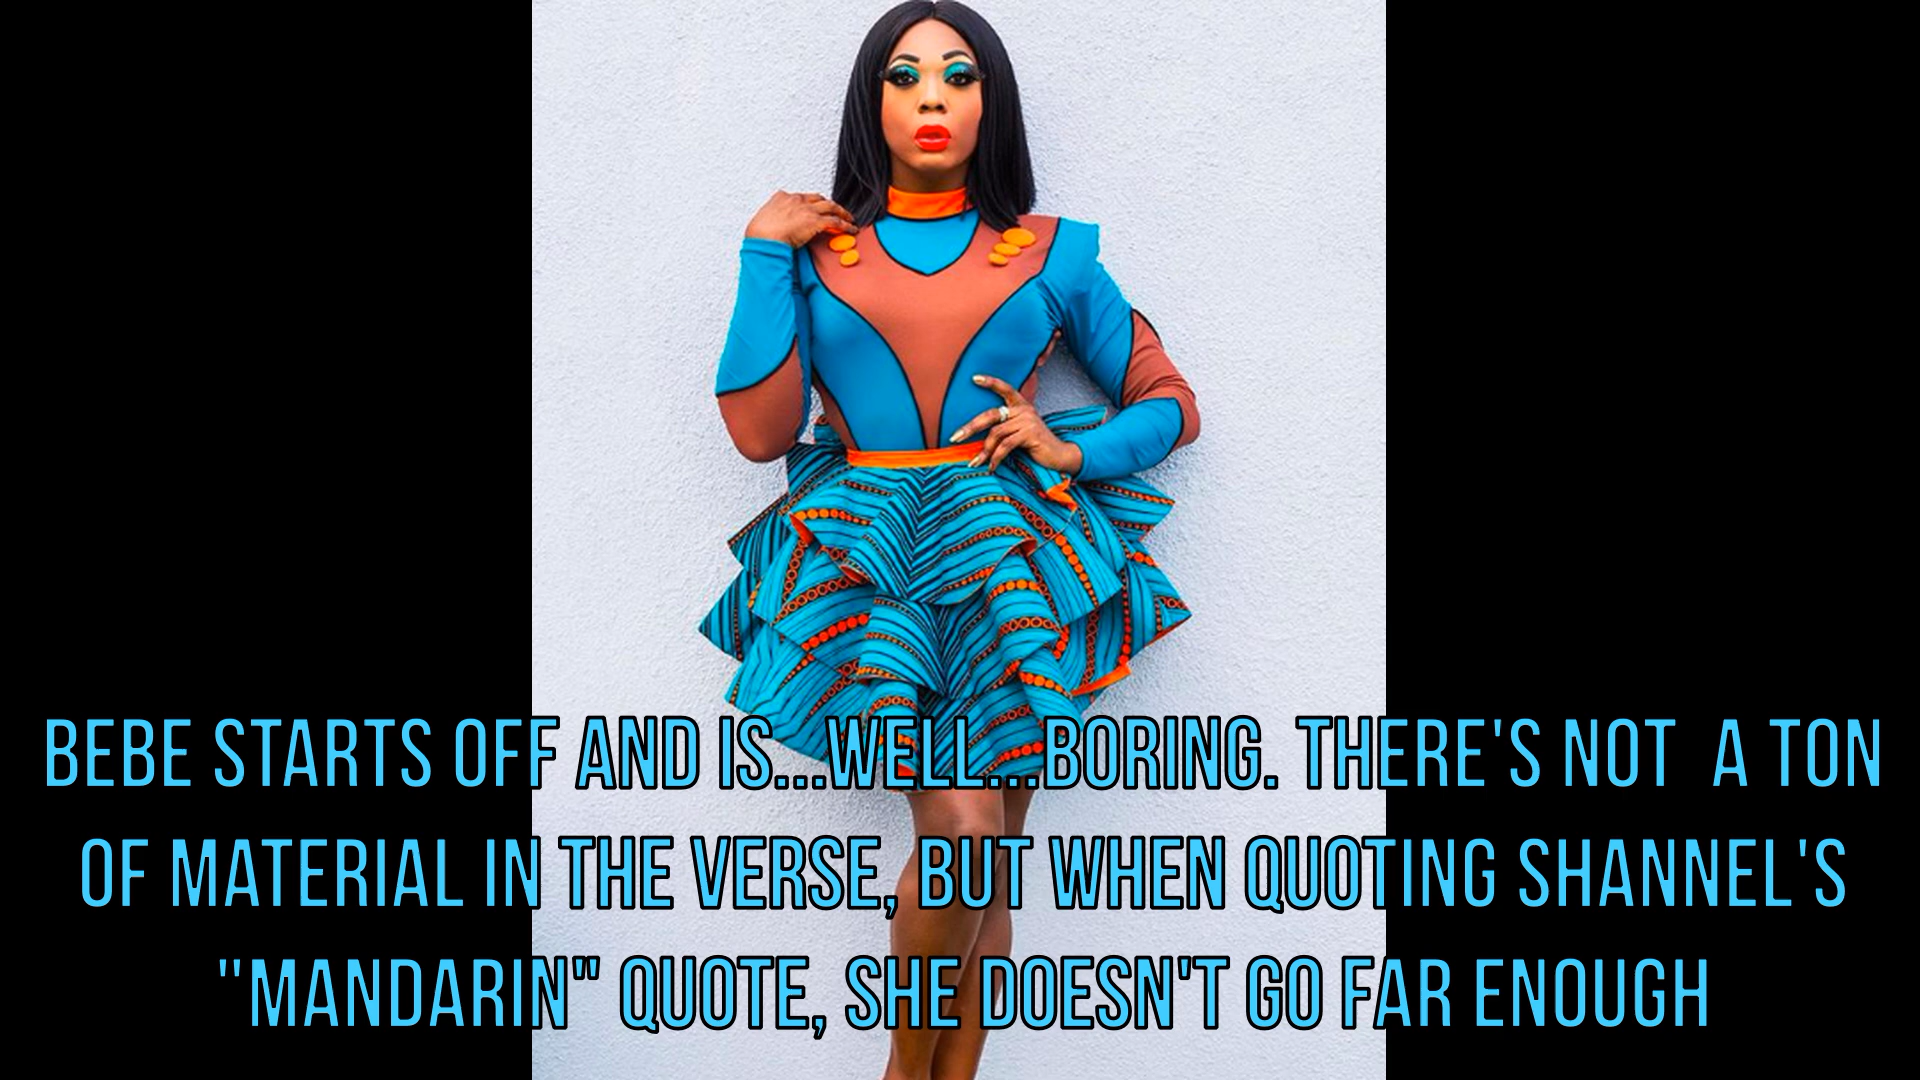 BEBE STARTS OFF AND IS...WELL...BORING. THERE'S NOT  A TON
OF MATERIAL IN THE VERSE, BUT WHEN QUOTING SHANNEL'S
"MANDARIN" QUOTE, SHE DOESN'T GO FAR ENOUGH